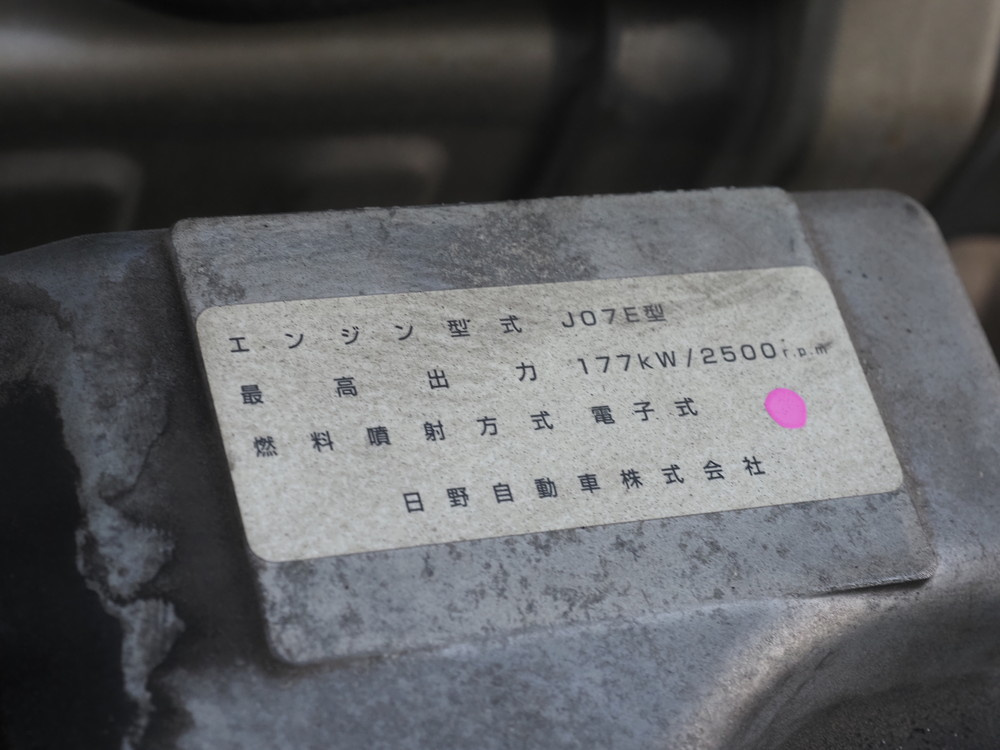 エンジン型式 J07E型
最高出力 177kW/2500r.p.m
燃料噴射方式 電子式
日野自動車株式会社